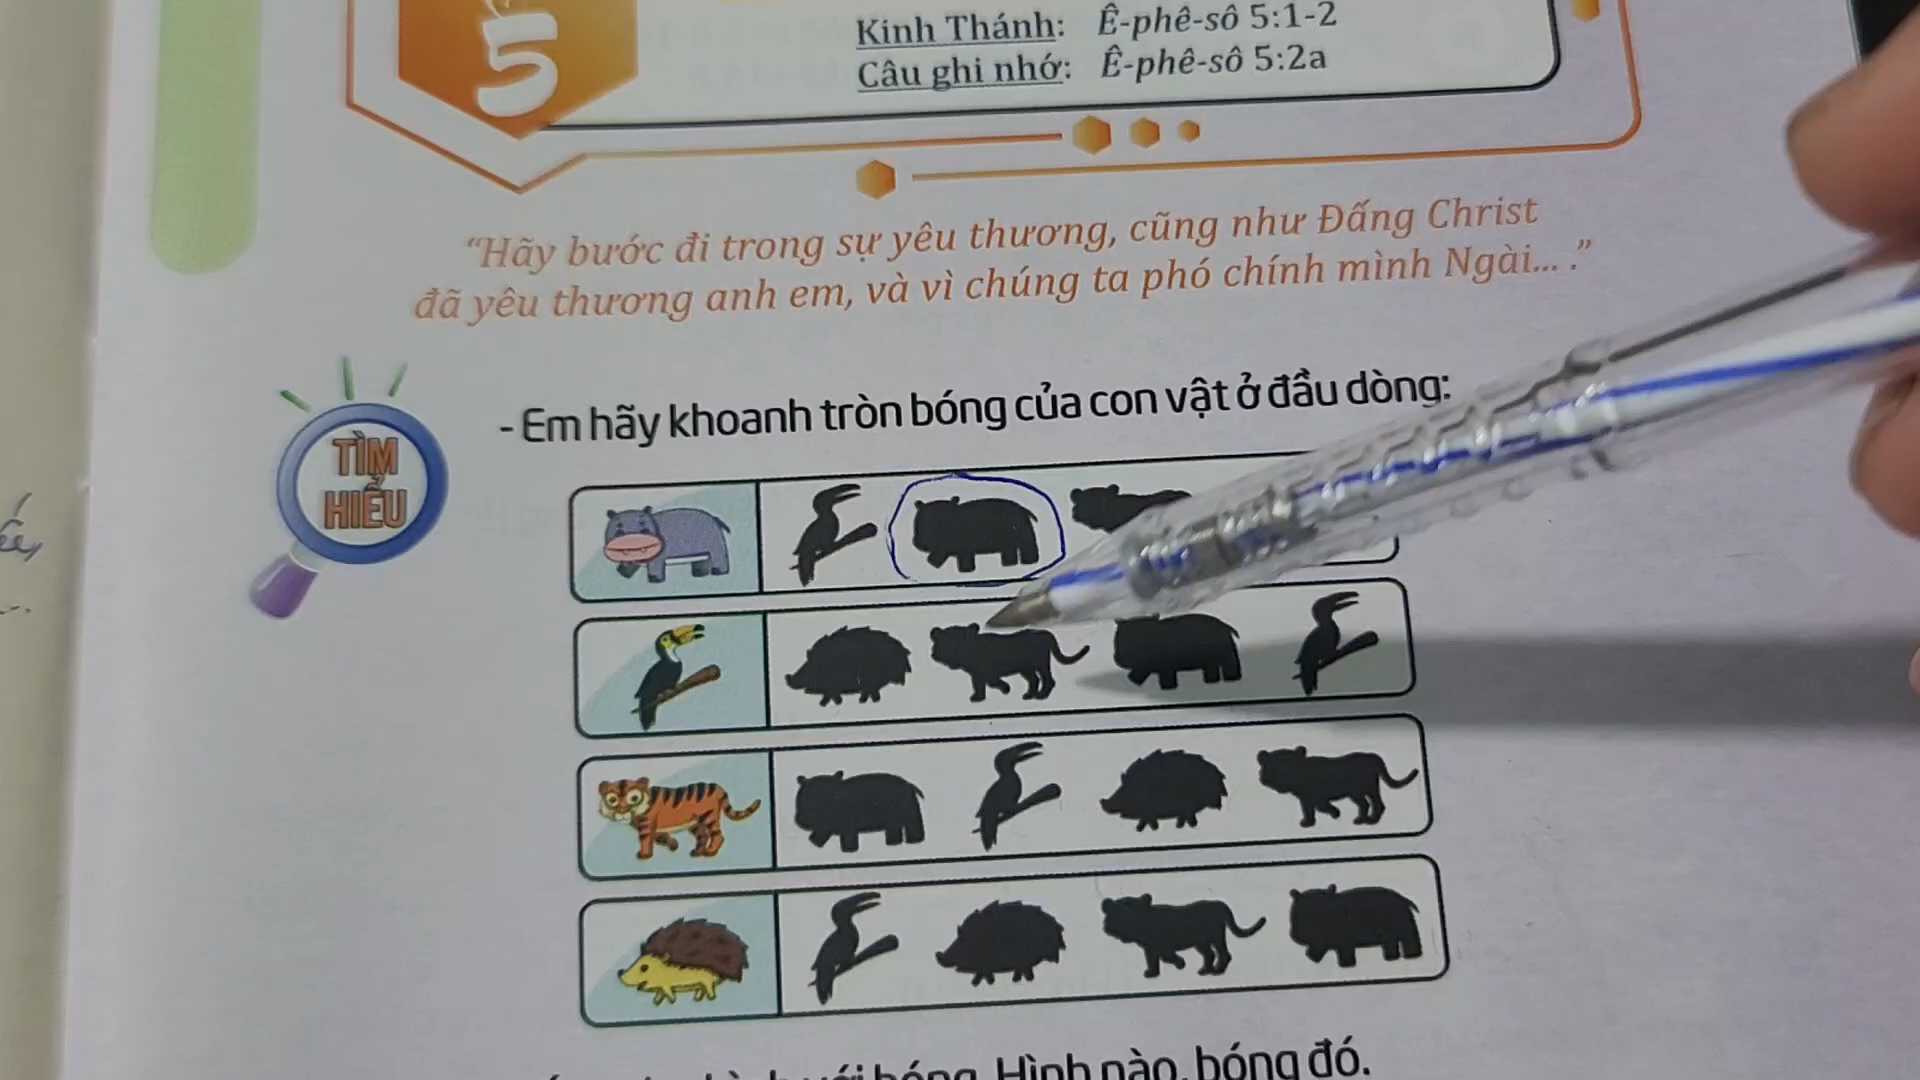 5
Kinh Thánh: Ê-phê-sô 5:1-2
Câu ghi nhớ: Ê-phê-sô 5:2a
“Hãy bước đi trong sự yêu thương, cũng như Đấng Christ
đã yêu thương anh em, và vì chúng ta phó chính mình Ngài... .”
TÌM
HIỂU
- Em hãy khoanh tròn bóng của con vật ở đầu dòng:
với bóng. Hình nào, bóng đó.